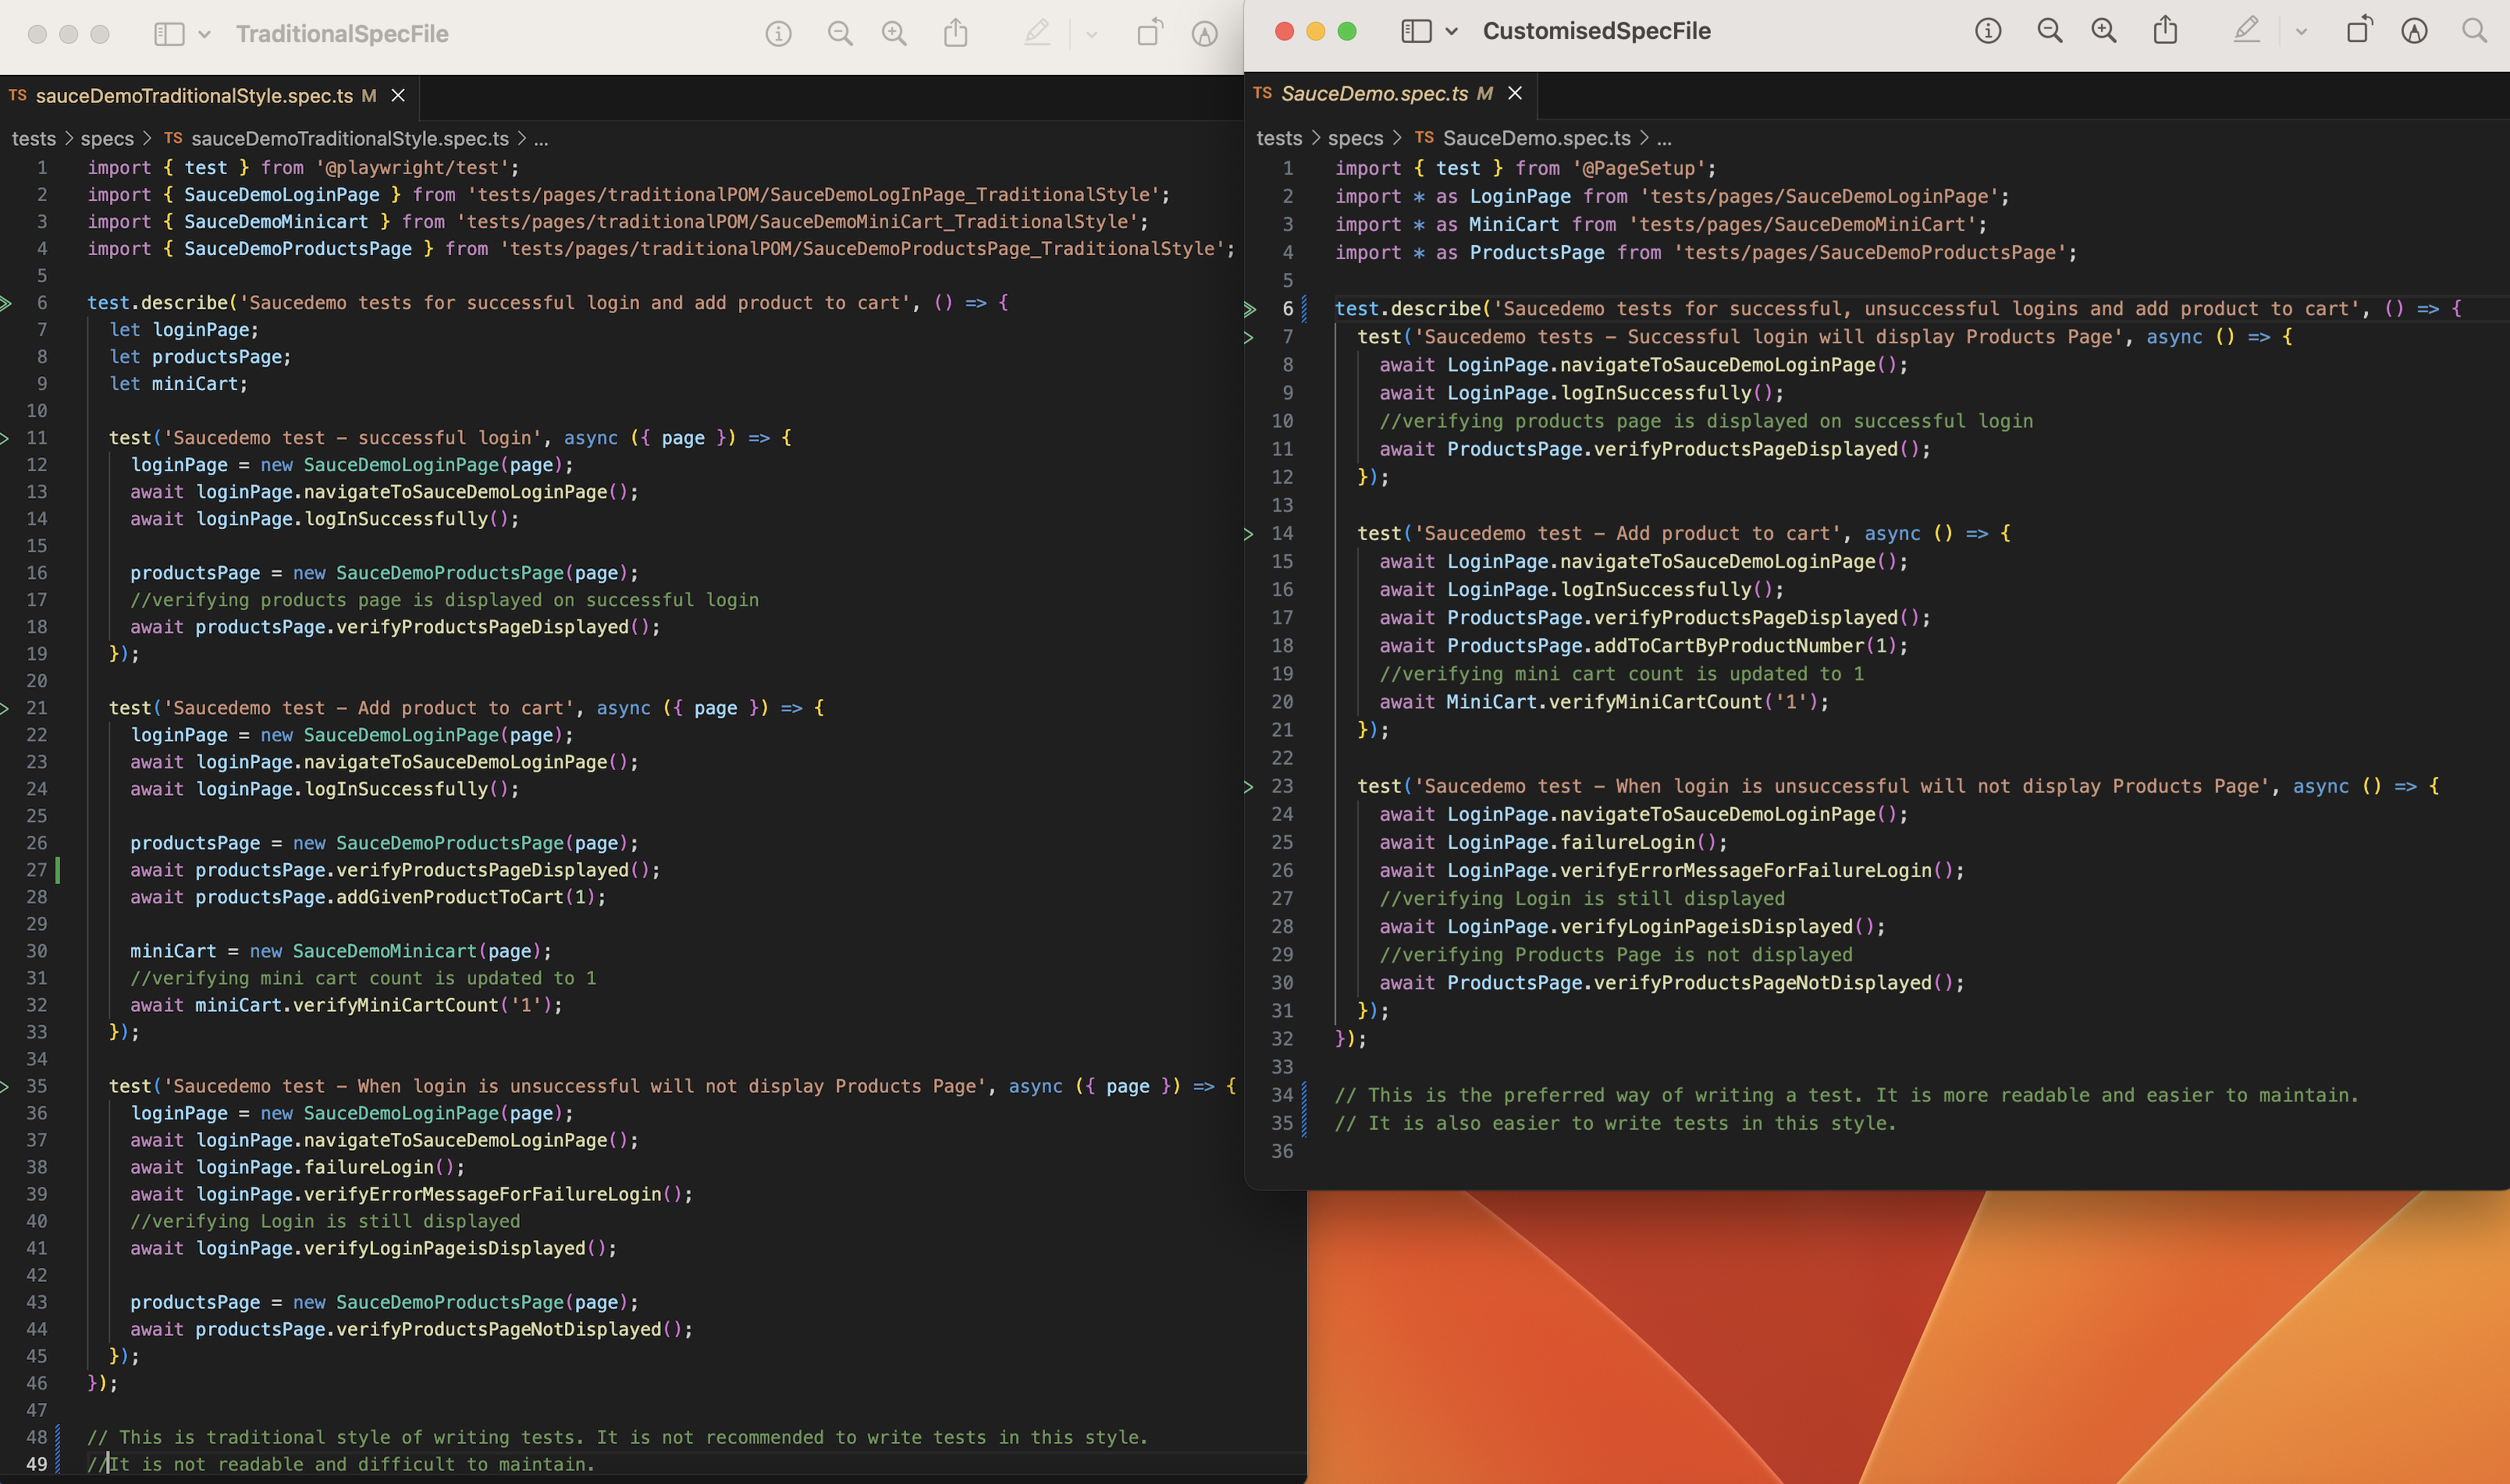 TraditionalSpecFile
TS sauceDemoTraditionalStyle.spec.ts M
tests > specs > TS sauceDemoTraditionalStyle.spec.ts > ...
1 import { test } from '@playwright/test';
2 import { SauceDemoLoginPage } from 'tests/pages/traditionalPOM/SauceDemoLogInPage_TraditionalStyle';
3 import { SauceDemoMinicart } from 'tests/pages/traditionalPOM/SauceDemoMiniCart_TraditionalStyle';
4 import { SauceDemoProductsPage } from 'tests/pages/traditionalPOM/SauceDemoProductsPage_TraditionalStyle';
5
6 test.describe('Saucedemo tests for successful login and add product to cart', () => {
7 let loginPage;
8 let productsPage;
9 let miniCart;
10
11 test('Saucedemo test – successful login', async ({ page }) => {
12 loginPage = new SauceDemoLoginPage(page);
13 await loginPage.navigateToSauceDemoLoginPage();
14 await loginPage.logInSuccessfully();
15
16 productsPage = new SauceDemoProductsPage(page);
17 //verifying products page is displayed on successful login
18 await productsPage.verifyProductsPageDisplayed();
19 });
20
21 test('Saucedemo test – Add product to cart', async ({ page }) => {
22 loginPage = new SauceDemoLoginPage(page);
23 await loginPage.navigateToSauceDemoLoginPage();
24 await loginPage.logInSuccessfully();
25
26 productsPage = new SauceDemoProductsPage(page);
27 await productsPage.verifyProductsPageDisplayed();
28 await productsPage.addGivenProductToCart(1);
29
30 miniCart = new SauceDemoMinicart(page);
31 //verifying mini cart count is updated to 1
32 await miniCart.verifyMiniCartCount('1');
33 });
34
35 test('Saucedemo test – When login is unsuccessful will not display Products Page', async ({ page }) => {
36 loginPage = new SauceDemoLoginPage(page);
37 await loginPage.navigateToSauceDemoLoginPage();
38 await loginPage.failureLogin();
39 await loginPage.verifyErrorMessageForFailureLogin();
40 //verifying Login is still displayed
41 await loginPage.verifyLoginPageisDisplayed();
42
43 productsPage = new SauceDemoProductsPage(page);
44 await productsPage.verifyProductsPageNotDisplayed();
45 });
46 });
47
48 // This is traditional style of writing tests. It is not recommended to write tests in this style.
49 //It is not readable and difficult to maintain.
CustomisedSpecFile
TS SauceDemo.spec.ts M
tests > specs > TS SauceDemo.spec.ts > ...
1 import { test } from '@PageSetup';
2 import * as LoginPage from 'tests/pages/SauceDemoLoginPage';
3 import * as MiniCart from 'tests/pages/SauceDemoMiniCart';
4 import * as ProductsPage from 'tests/pages/SauceDemoProductsPage';
5
6 test.describe('Saucedemo tests for successful, unsuccessful logins and add product to cart', () => {
7 test('Saucedemo tests – Successful login will display Products Page', async () => {
8 await LoginPage.navigateToSauceDemoLoginPage();
9 await LoginPage.logInSuccessfully();
10 //verifying products page is displayed on successful login
11 await ProductsPage.verifyProductsPageDisplayed();
12 });
13
14 test('Saucedemo test – Add product to cart', async () => {
15 await LoginPage.navigateToSauceDemoLoginPage();
16 await LoginPage.logInSuccessfully();
17 await ProductsPage.verifyProductsPageDisplayed();
18 await ProductsPage.addToCartByProductNumber(1);
19 //verifying mini cart count is updated to 1
20 await MiniCart.verifyMiniCartCount('1');
21 });
22
23 test('Saucedemo test – When login is unsuccessful will not display Products Page', async () => {
24 await LoginPage.navigateToSauceDemoLoginPage();
25 await LoginPage.failureLogin();
26 await LoginPage.verifyErrorMessageForFailureLogin();
27 //verifying Login is still displayed
28 await LoginPage.verifyLoginPageisDisplayed();
29 //verifying Products Page is not displayed
30 await ProductsPage.verifyProductsPageNotDisplayed();
31 });
32 });
33
34 // This is the preferred way of writing a test. It is more readable and easier to maintain.
35 // It is also easier to write tests in this style.
36